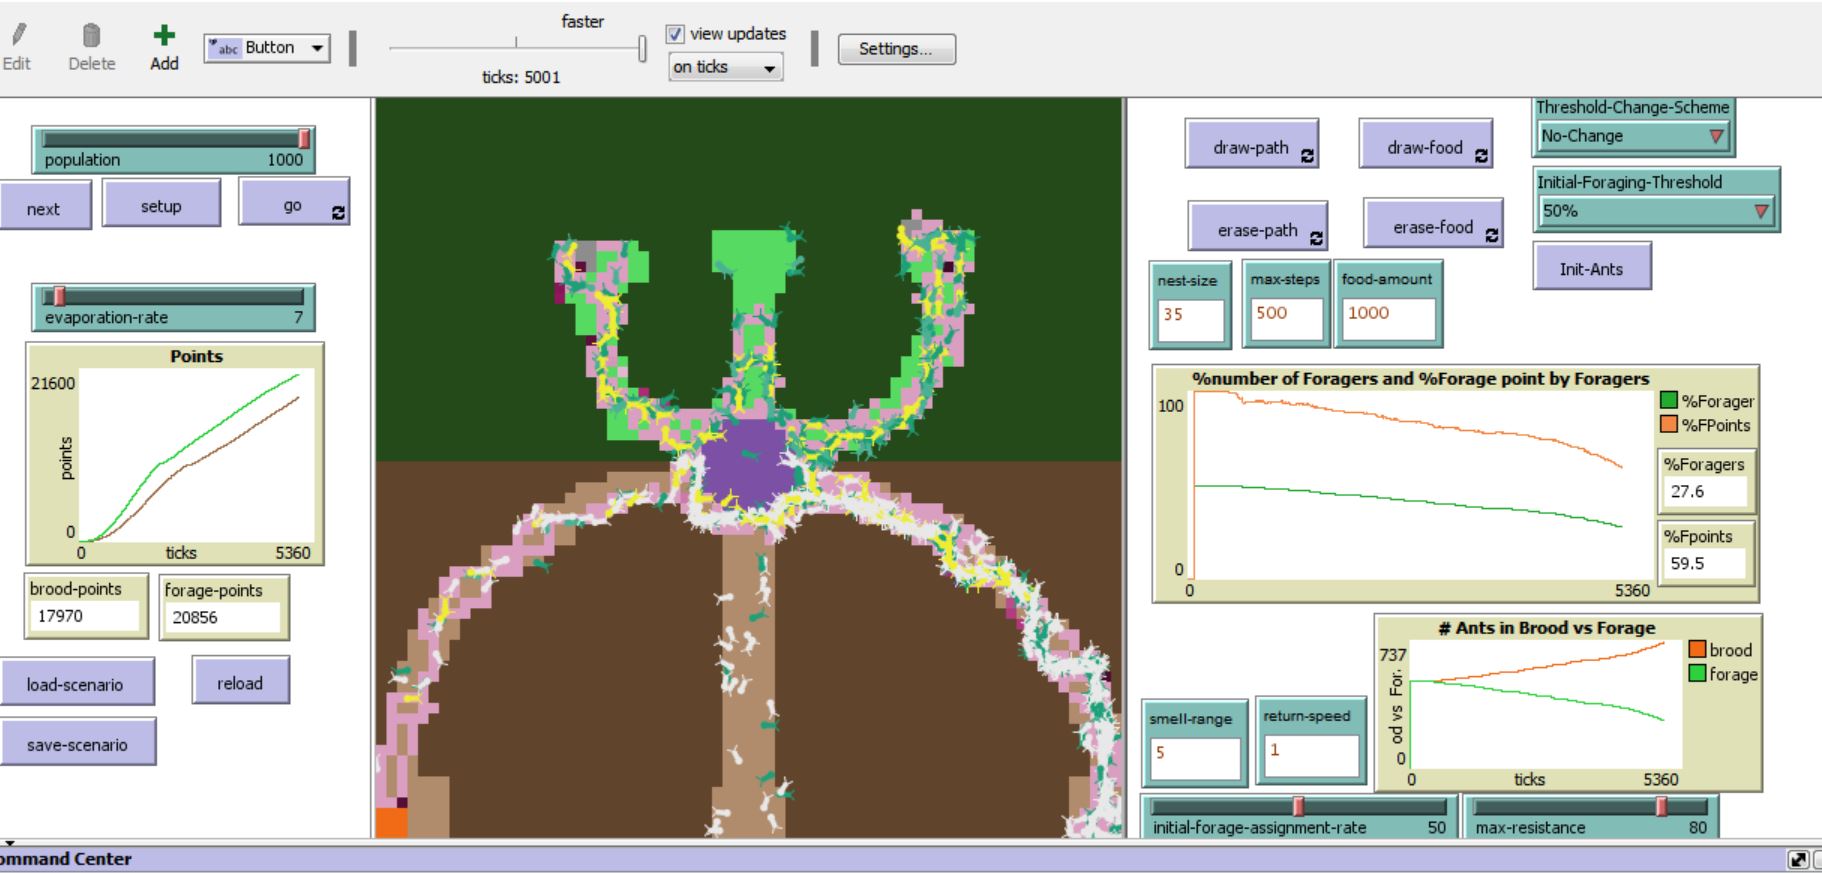 faster
view updates
Edit
Delete
Add
abc Button
on ticks
Settings...
ticks: 5001
population
1000
next
setup
go
evaporation-rate
7
Points
21600
points
0
0
ticks
5360
brood-points
17970
forage-points
20856
load-scenario
reload
save-scenario
draw-path
draw-food
Threshold-Change-Scheme
No-Change
Initial-Foraging-Threshold
50%
erase-path
erase-food
Init-Ants
nest-size
35
max-steps
500
food-amount
1000
%number of Foragers and %Forage point by Foragers
100
0
0
5360
%Forager
%FPoints
%Foragers
27.6
%Fpoints
59.5
smell-range
5
return-speed
1
# Ants in Brood vs Forage
737
od vs For.
0
0
ticks
5360
brood
forage
initial-forage-assignment-rate
50
max-resistance
80
ommand Center